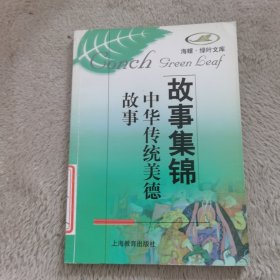 海螺·绿叶文库
Conch Green Leaf
故事集锦
中华传统美德
故事
上海教育出版社